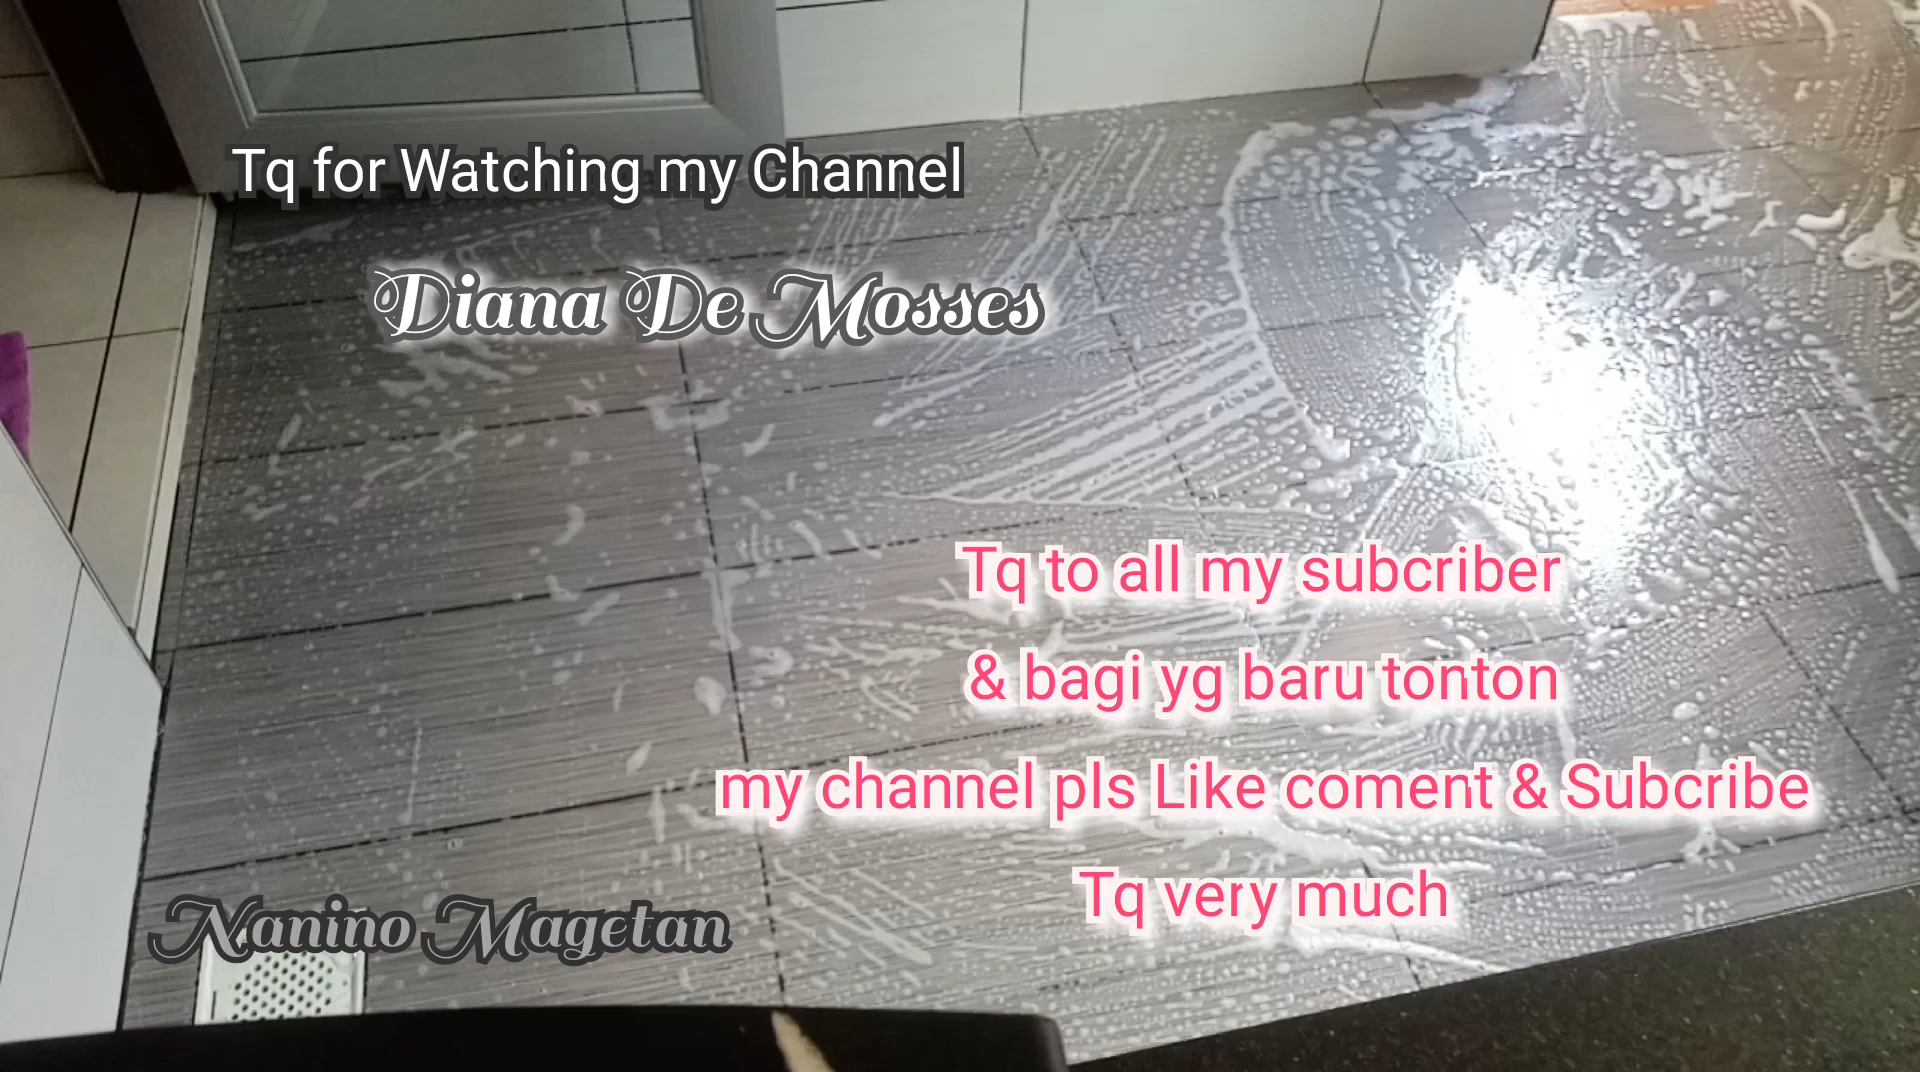 Tq for Watching my Channel
Diana De Mosses
Tq to all my subcriber
& bagi yg baru tonton
my channel pls Like coment & Subcribe
Tq very much
Nanino Magetan